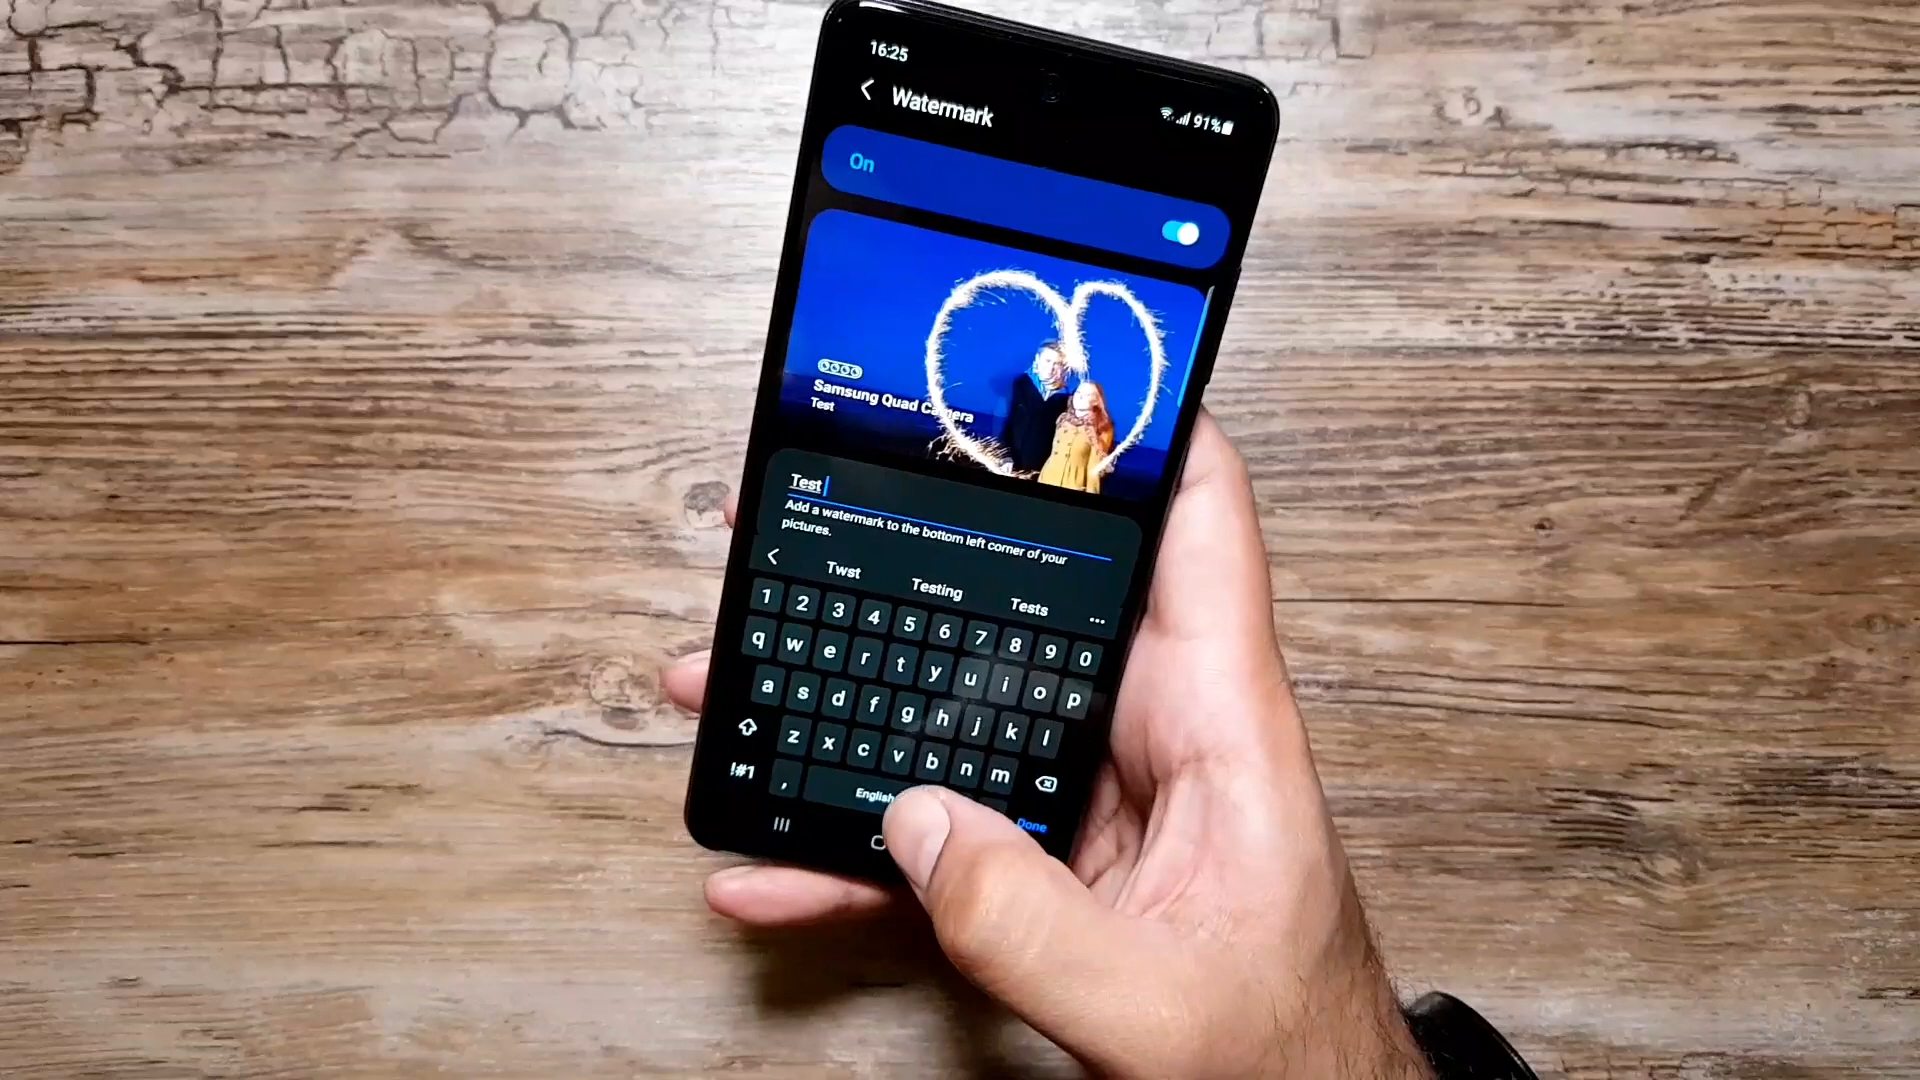 16:25
91%
Watermark
On
Samsung Quad Camera
Test
Test
Add a watermark to the bottom left corner of your
pictures.
Twst Testing Tests ...
1 2 3 4 5 6 7 8 9 0
q w e r t y u i o p
a s d f g h j k l
z x c v b n m
!#1 , English Done